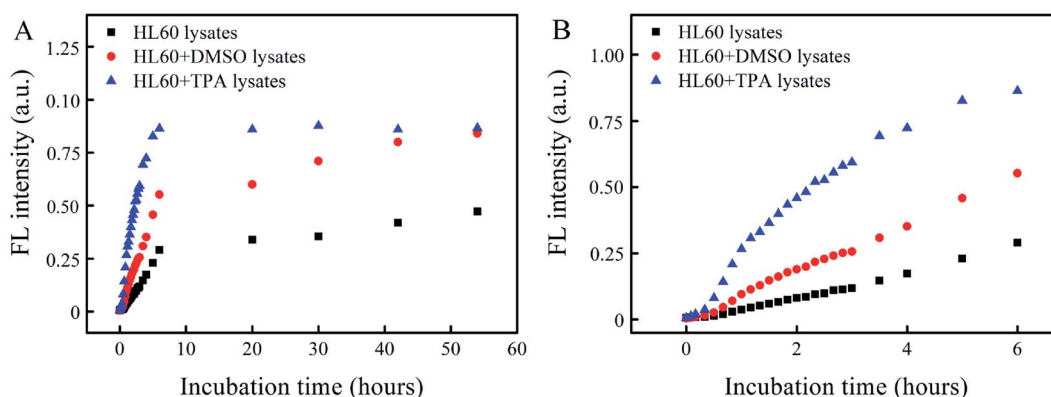 A
HL60 lysates
HL60+DMSO lysates
HL60+TPA lysates
FL intensity (a.u.)
1.25
0.10
0.75
0.50
0.25
0
0 10 20 30 40 50 60
Incubation time (hours)
B
HL60 lysates
HL60+DMSO lysates
HL60+TPA lysates
FL intensity (a.u.)
1.00
0.75
0.50
0.25
0
0 2 4 6
Incubation time (hours)